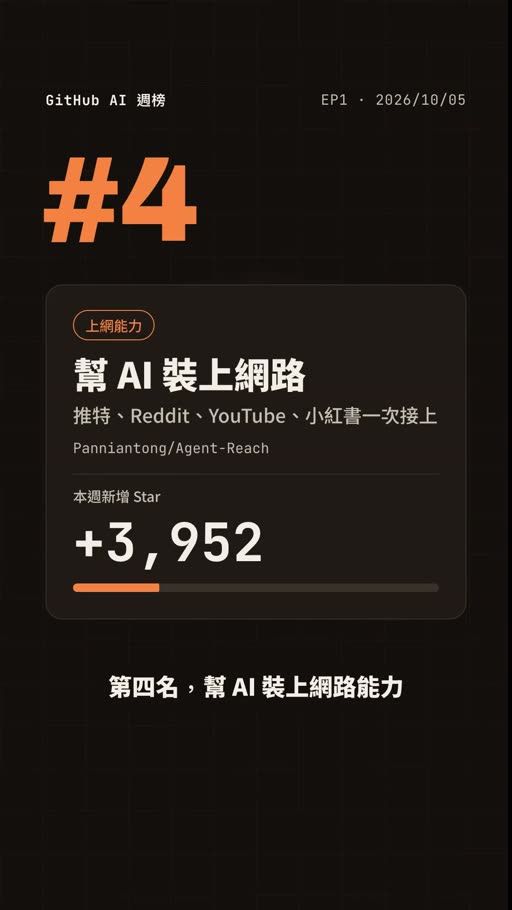 GitHub AI 週榜
EP1 · 2026/10/05
#4
上網能力
幫 AI 裝上網路
推特、Reddit、YouTube、小紅書一次接上
Panniantong/Agent-Reach
本週新增 Star
+3,952
第四名，幫 AI 裝上網路能力